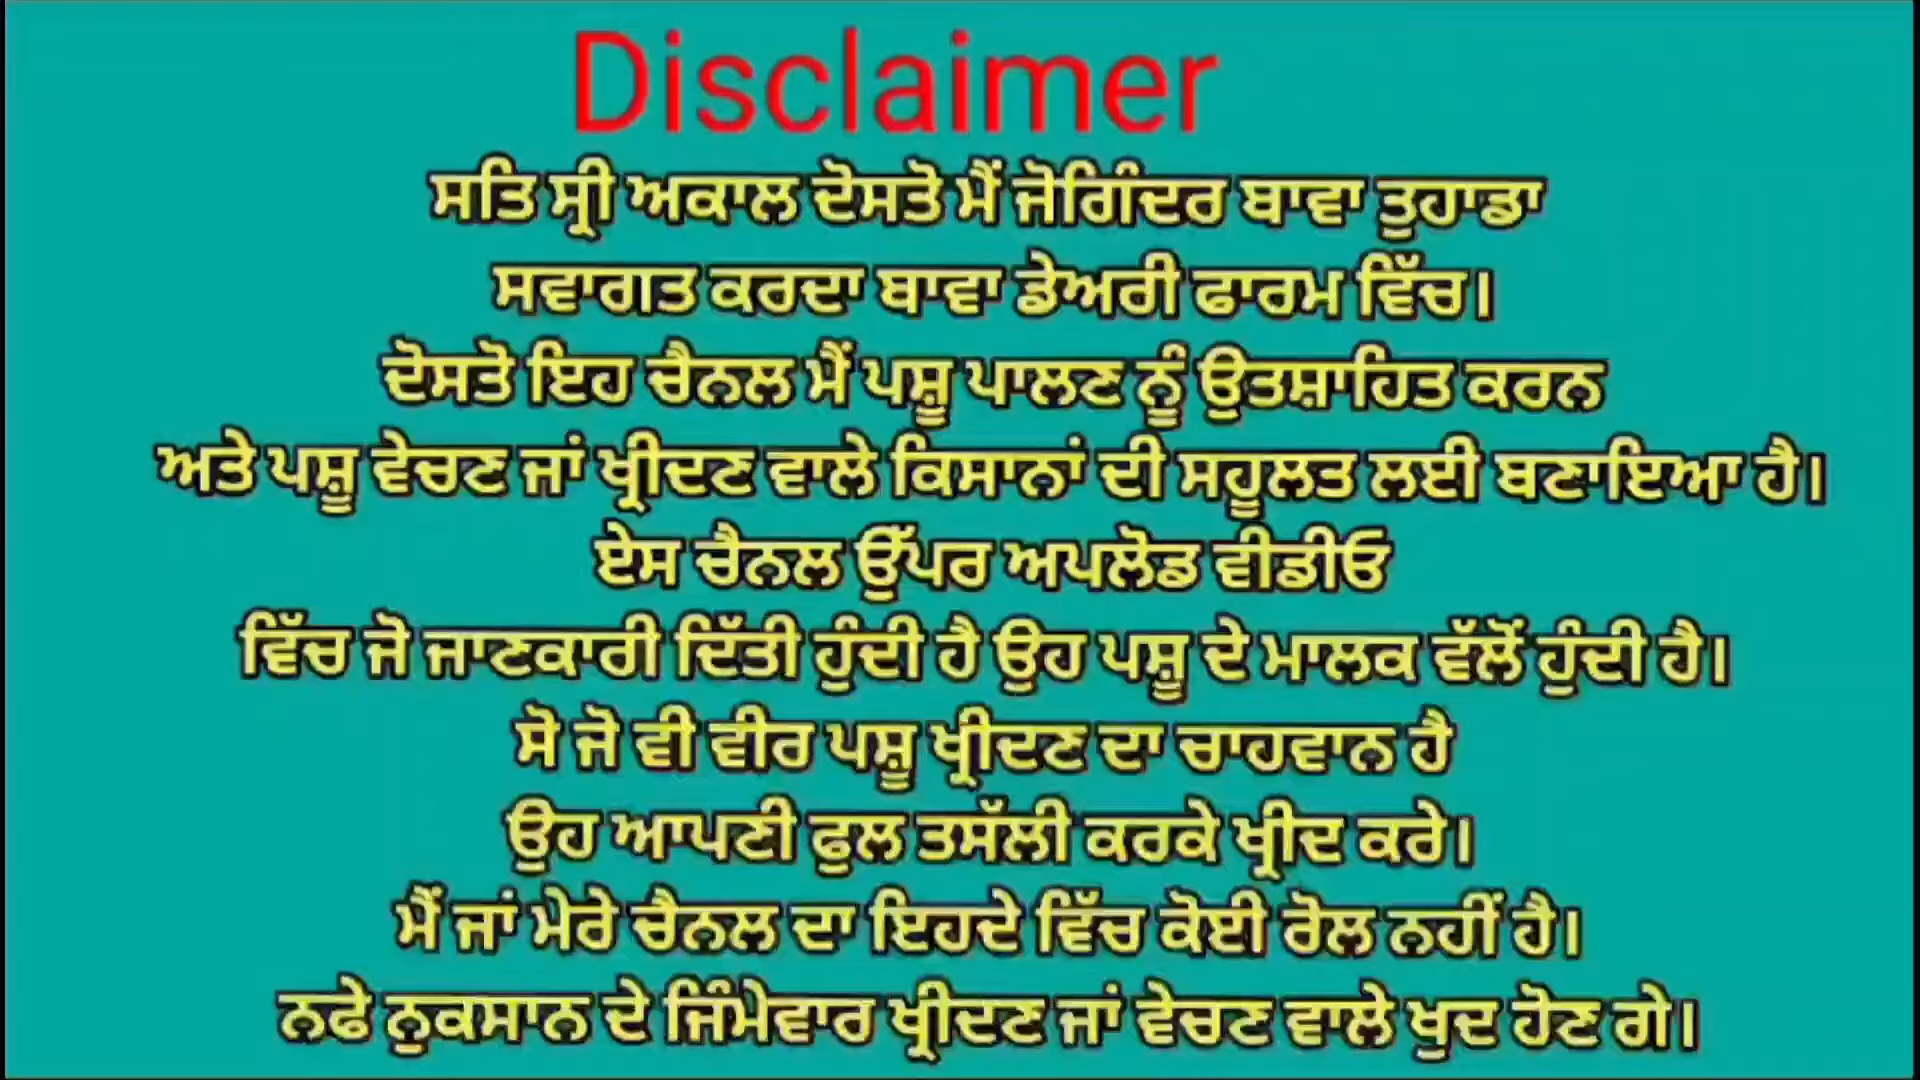 Disclaimer
ਸਤਿ ਸ੍ਰੀ ਅਕਾਲ ਦੋਸਤੋ ਮੈਂ ਜੋਗਿੰਦਰ ਬਾਵਾ ਤੁਹਾਡਾ
ਸਵਾਗਤ ਕਰਦਾ ਬਾਵਾ ਡੇਅਰੀ ਫਾਰਮ ਵਿੱਚ।
ਦੋਸਤੋ ਇਹ ਚੈਨਲ ਮੈਂ ਪਸ਼ੂ ਪਾਲਣ ਨੂੰ ਉਤਸ਼ਾਹਿਤ ਕਰਨ
ਅਤੇ ਪਸ਼ੂ ਵੇਚਣ ਜਾਂ ਖ੍ਰੀਦਣ ਵਾਲੇ ਕਿਸਾਨਾਂ ਦੀ ਸਹੂਲਤ ਲਈ ਬਣਾਇਆ ਹੈ।
ਏਸ ਚੈਨਲ ਉੱਪਰ ਅਪਲੋਡ ਵੀਡੀਓ
ਵਿੱਚ ਜੋ ਜਾਣਕਾਰੀ ਦਿੱਤੀ ਹੁੰਦੀ ਹੈ ਉਹ ਪਸ਼ੂ ਦੇ ਮਾਲਕ ਵੱਲੋਂ ਹੁੰਦੀ ਹੈ।
ਸੋ ਜੋ ਵੀ ਵੀਰ ਪਸ਼ੂ ਖ੍ਰੀਦਣ ਦਾ ਚਾਹਵਾਨ ਹੈ
ਉਹ ਆਪਣੀ ਫੁਲ ਤਸੱਲੀ ਕਰਕੇ ਖ੍ਰੀਦ ਕਰੇ।
ਮੈਂ ਜਾਂ ਮੇਰੇ ਚੈਨਲ ਦਾ ਇਹਦੇ ਵਿੱਚ ਕੋਈ ਰੋਲ ਨਹੀਂ ਹੈ।
ਨਫੇ ਨੁਕਸਾਨ ਦੇ ਜਿੰਮੇਵਾਰ ਖ੍ਰੀਦਣ ਜਾਂ ਵੇਚਣ ਵਾਲੇ ਖੁਦ ਹੋਣ ਗੇ।